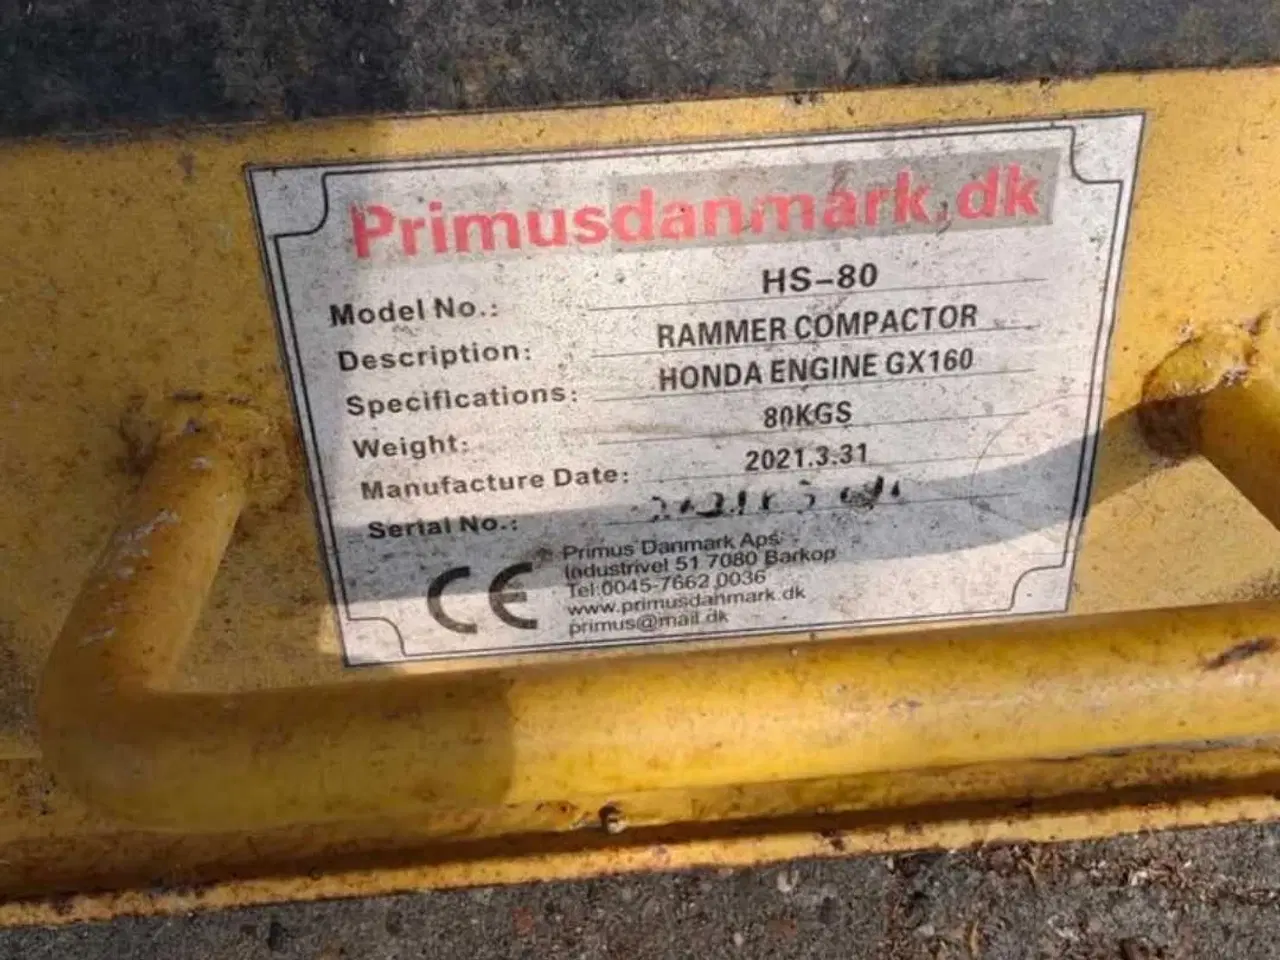 Primusdanmark.dk
Model No.: HS-80
Description: RAMMER COMPACTOR
Specifications: HONDA ENGINE GX160
Weight: 80KGS
Manufacture Date: 2021.3.31
Serial No.:
Primus Danmark Aps
Industrivej 51 7080 Barkop
Tel:0045-7662 0036
www.primusdanmark.dk
primus@mail.dk
CE